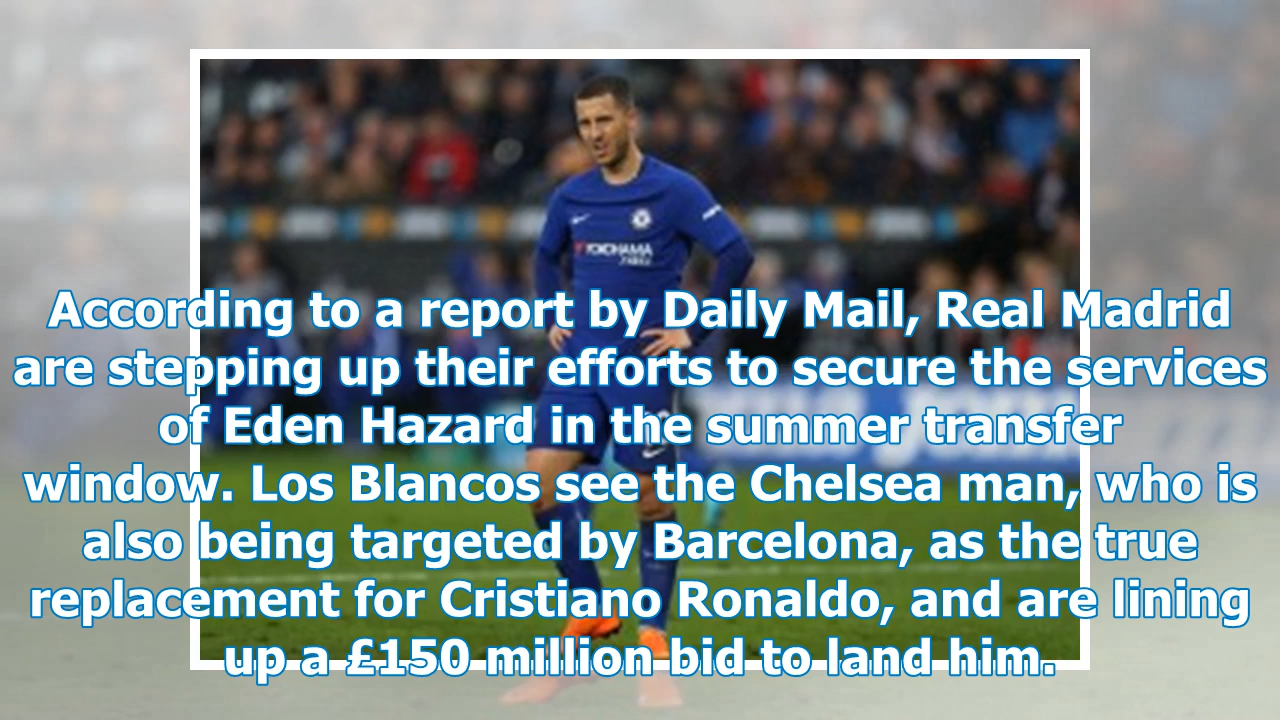 YOKOHAMA
TYRES
According to a report by Daily Mail, Real Madrid
are stepping up their efforts to secure the services
of Eden Hazard in the summer transfer
window. Los Blancos see the Chelsea man, who is
also being targeted by Barcelona, as the true
replacement for Cristiano Ronaldo, and are lining
up a £150 million bid to land him.